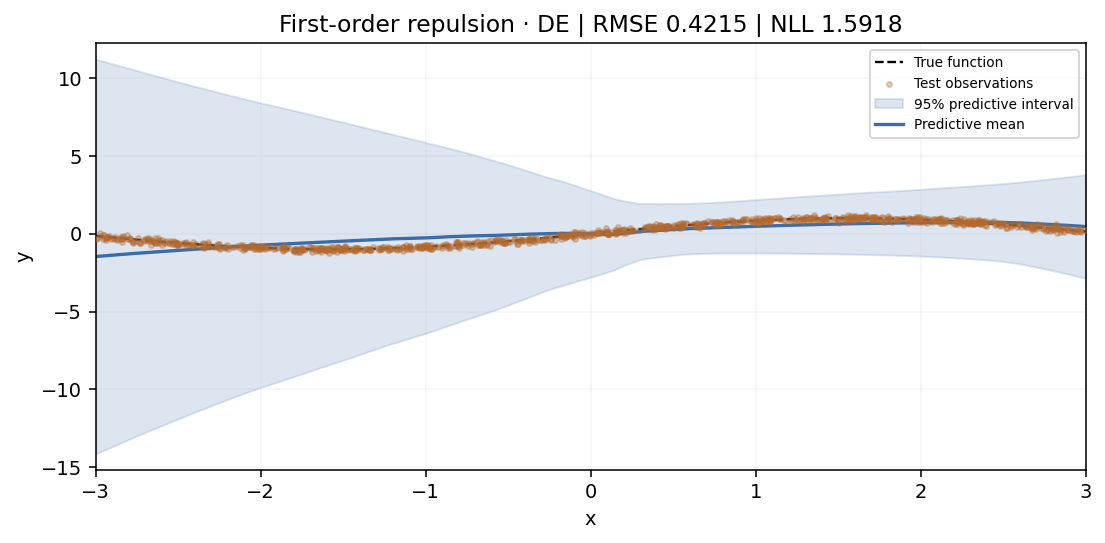 First-order repulsion · DE | RMSE 0.4215 | NLL 1.5918
True function
Test observations
95% predictive interval
Predictive mean
10
5
0
−5
−10
−15
y
−3
−2
−1
0
1
2
3
x